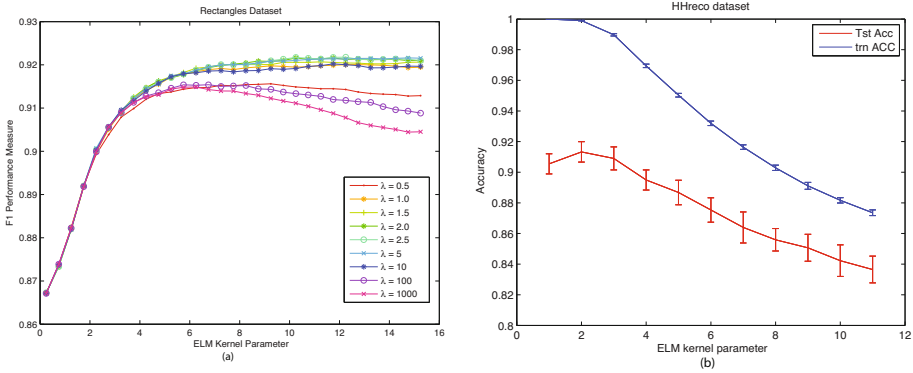 Rectangles Dataset
0.93
0.92
0.91
0.9
0.89
0.88
0.87
0.86
F1 Performance Measure
λ = 0.5
λ = 1.0
λ = 1.5
λ = 2.0
λ = 2.5
λ = 5
λ = 10
λ = 100
λ = 1000
0 2 4 6 8 10 12 14 16
ELM Kernel Parameter
(a)
HHreco dataset
1
0.98
0.96
0.94
0.92
0.9
0.88
0.86
0.84
0.82
0.8
Accuracy
Tst Acc
trn ACC
0 2 4 6 8 10 12
ELM kernel parameter
(b)